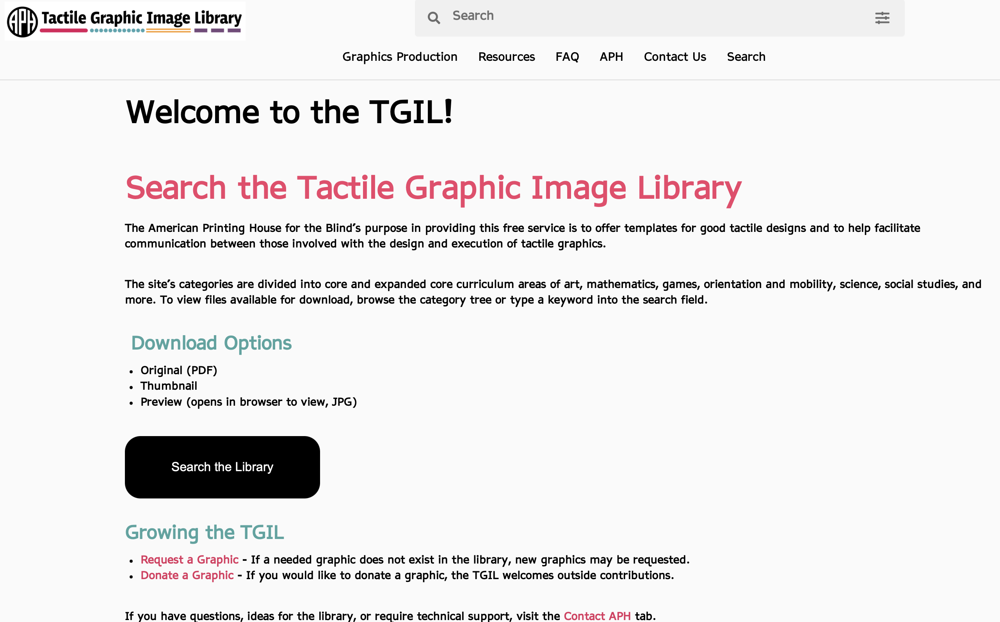 APH Tactile Graphic Image Library
Search
Graphics Production Resources FAQ APH Contact Us Search
Welcome to the TGIL!
Search the Tactile Graphic Image Library
The American Printing House for the Blind’s purpose in providing this free service is to offer templates for good tactile designs and to help facilitate
communication between those involved with the design and execution of tactile graphics.
The site’s categories are divided into core and expanded core curriculum areas of art, mathematics, games, orientation and mobility, science, social studies, and
more. To view files available for download, browse the category tree or type a keyword into the search field.
Download Options
• Original (PDF)
• Thumbnail
• Preview (opens in browser to view, JPG)
Search the Library
Growing the TGIL
• Request a Graphic - If a needed graphic does not exist in the library, new graphics may be requested.
• Donate a Graphic - If you would like to donate a graphic, the TGIL welcomes outside contributions.
If you have questions, ideas for the library, or require technical support, visit the Contact APH tab.